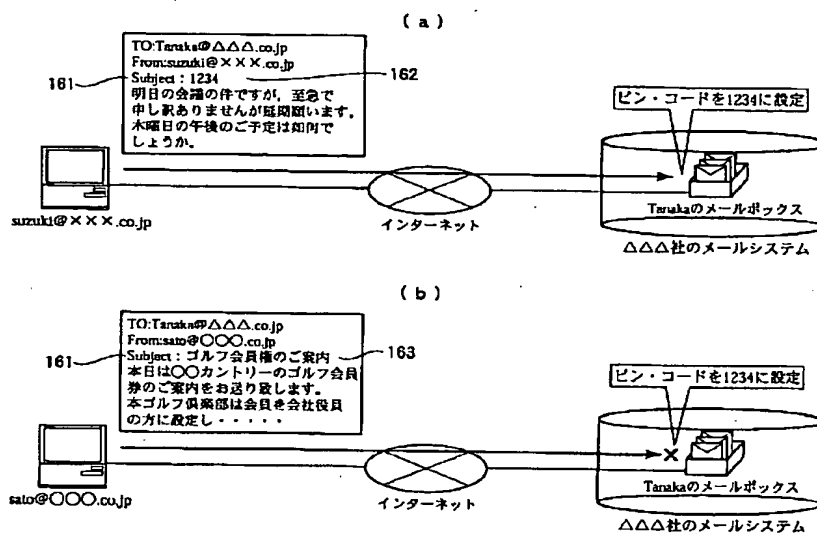 (a)
TO:Tanaka@△△△.co.jp
From:suzuki@×××.co.jp
161
Subject：1234
162
明日の会議の件ですが，至急で
申し訳ありませんが延期願います。
木曜日の午後のご予定は如何で
しょうか。
ピン・コードを1234に設定
suzuki@×××.co.jp
インターネット
Tanakaのメールボックス
△△△社のメールシステム
(b)
TO:Tanaka@△△△.co.jp
From:sato@○○○.co.jp
161
Subject：ゴルフ会員権のご案内
163
本日は○○カントリーのゴルフ会員
券のご案内をお送り致します。
本ゴルフ倶楽部は会員を会社役員
の方に設定し・・・・・
ピン・コードを1234に設定
×
sato@○○○.co.jp
インターネット
Tanakaのメールボックス
△△△社のメールシステム